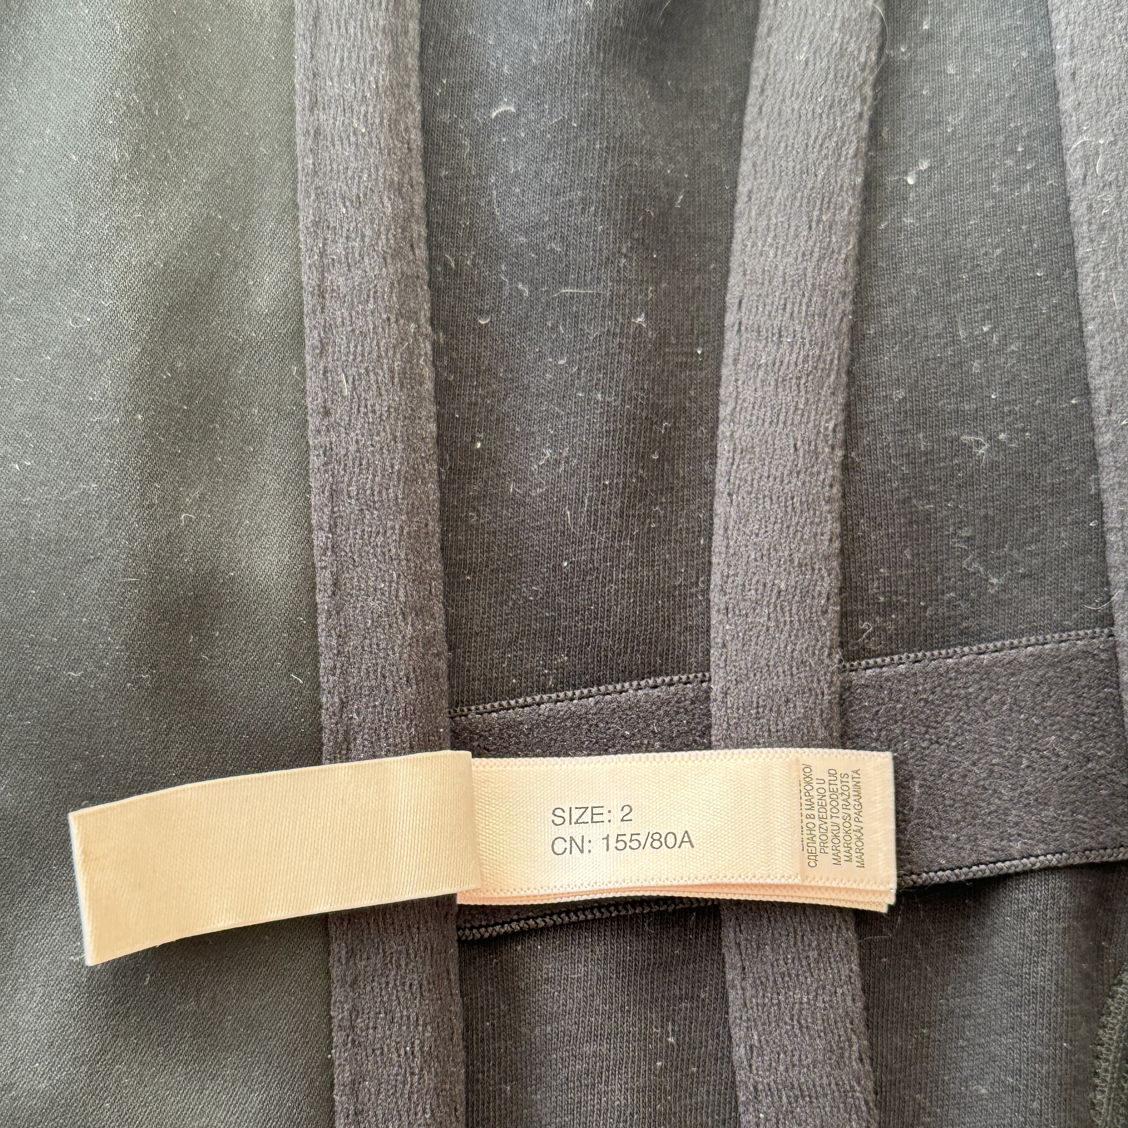 SIZE: 2
CN: 155/80A
СДЕЛАНО В МАРОККО/
PROIZVEDENO U
MAROKU/ TOODETUD
MAROKOS/ RAŽOTS
MAROKĀ/ PAGAMINTA